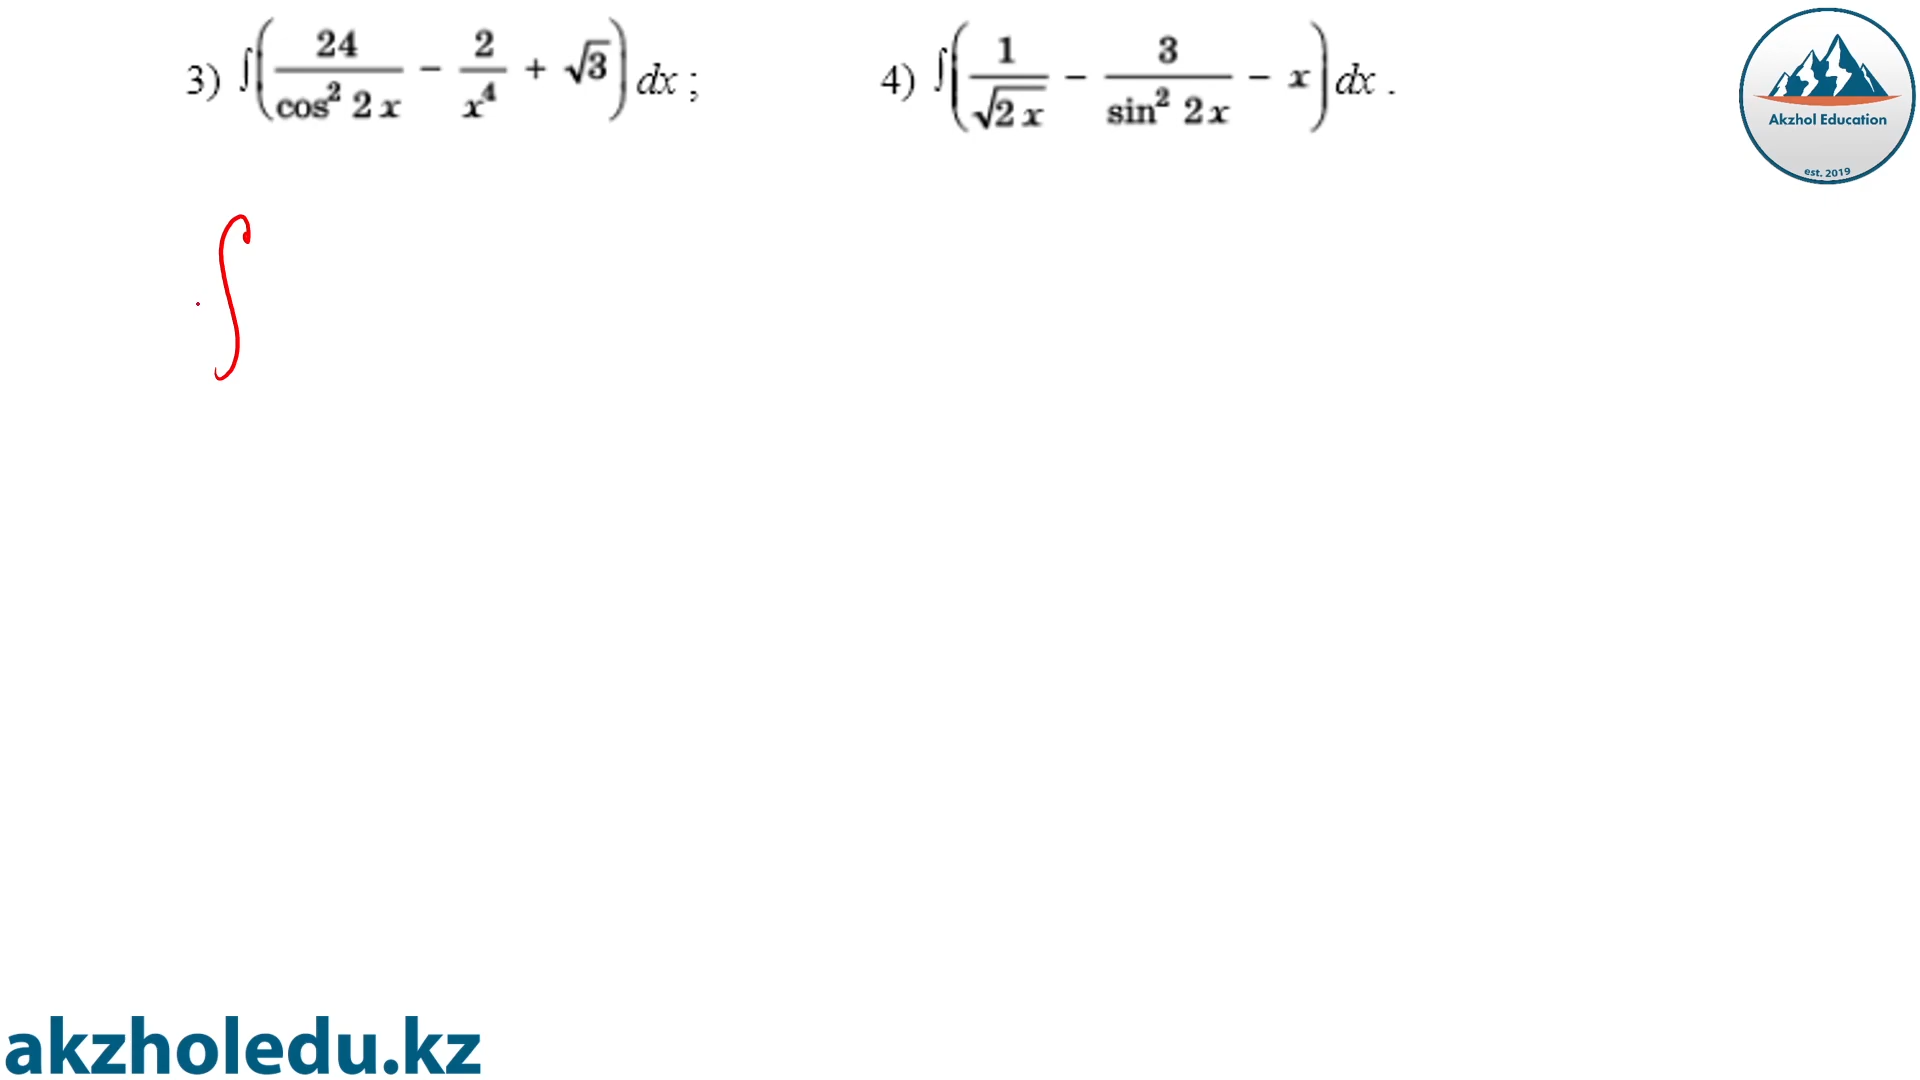 3) ∫(24/cos² 2x − 2/x⁴ + √3) dx ;
4) ∫(1/√(2x) − 3/sin² 2x − x) dx .
Akzhol Education
est. 2019
∫
akzholedu.kz